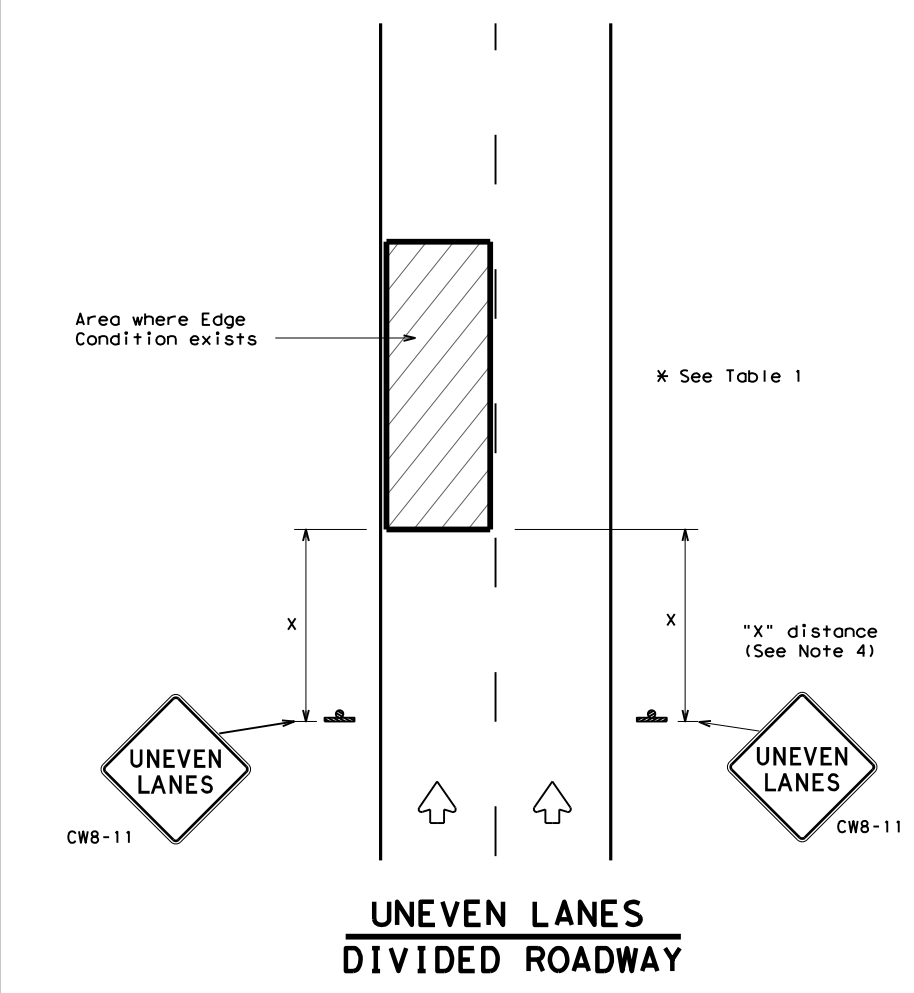 Area where Edge
Condition exists
* See Table 1
X
X
"X" distance
(See Note 4)
UNEVEN
LANES
CW8-11
UNEVEN
LANES
CW8-11
UNEVEN LANES
DIVIDED ROADWAY